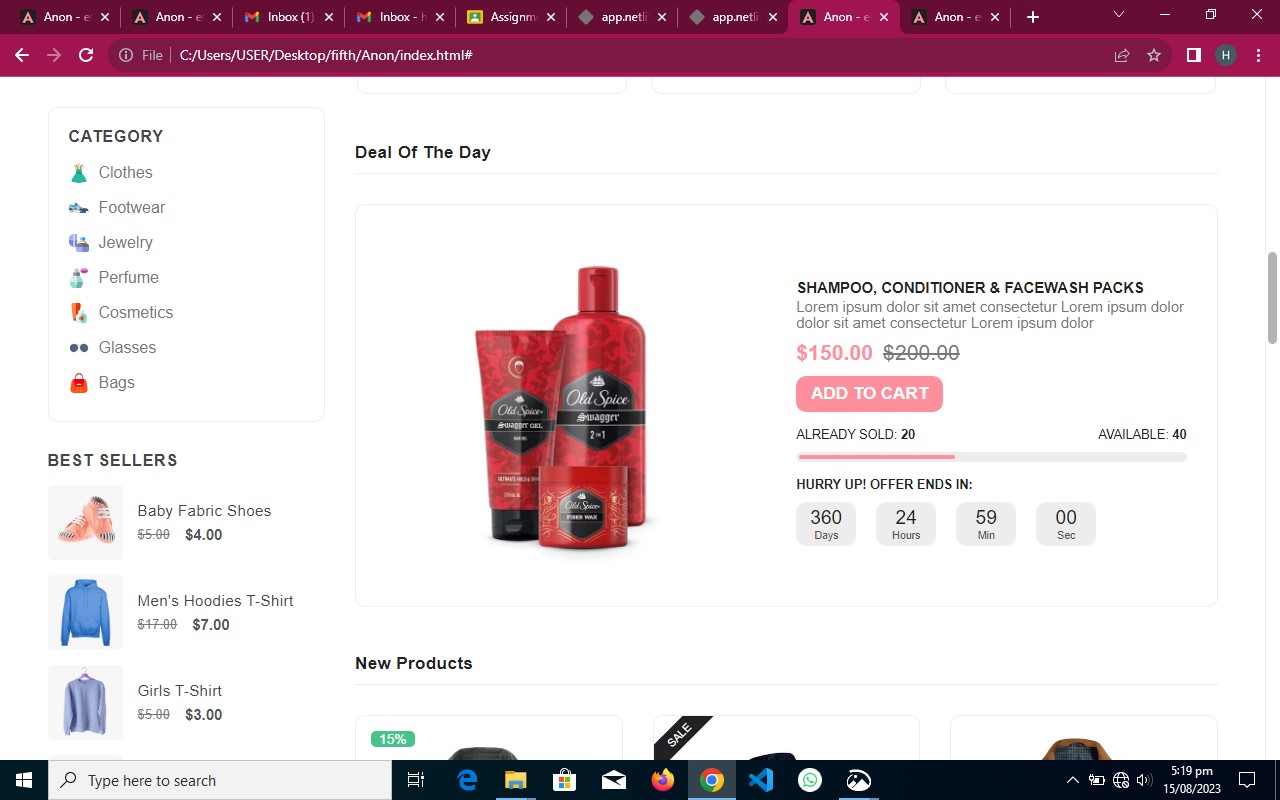 Anon - e
Anon - e
Inbox (1)
Inbox - h
Assignm
app.netli
app.netli
Anon - e
Anon - e
File
C:/Users/USER/Desktop/fifth/Anon/index.html#
H
CATEGORY
Clothes
Footwear
Jewelry
Perfume
Cosmetics
Glasses
Bags
BEST SELLERS
Baby Fabric Shoes
$5.00 $4.00
Men's Hoodies T-Shirt
$17.00 $7.00
Girls T-Shirt
$5.00 $3.00
Deal Of The Day
Old Spice
Swagger GEL
HAIR GEL
Old Spice
Swagger
2 IN 1
Old Spice
FIBER WAX
SHAMPOO, CONDITIONER & FACEWASH PACKS
Lorem ipsum dolor sit amet consectetur Lorem ipsum dolor
dolor sit amet consectetur Lorem ipsum dolor
$150.00 $200.00
ADD TO CART
ALREADY SOLD: 20 AVAILABLE: 40
HURRY UP! OFFER ENDS IN:
360 24 59 00
Days Hours Min Sec
New Products
15%
SALE
Type here to search
5:19 pm
15/08/2023